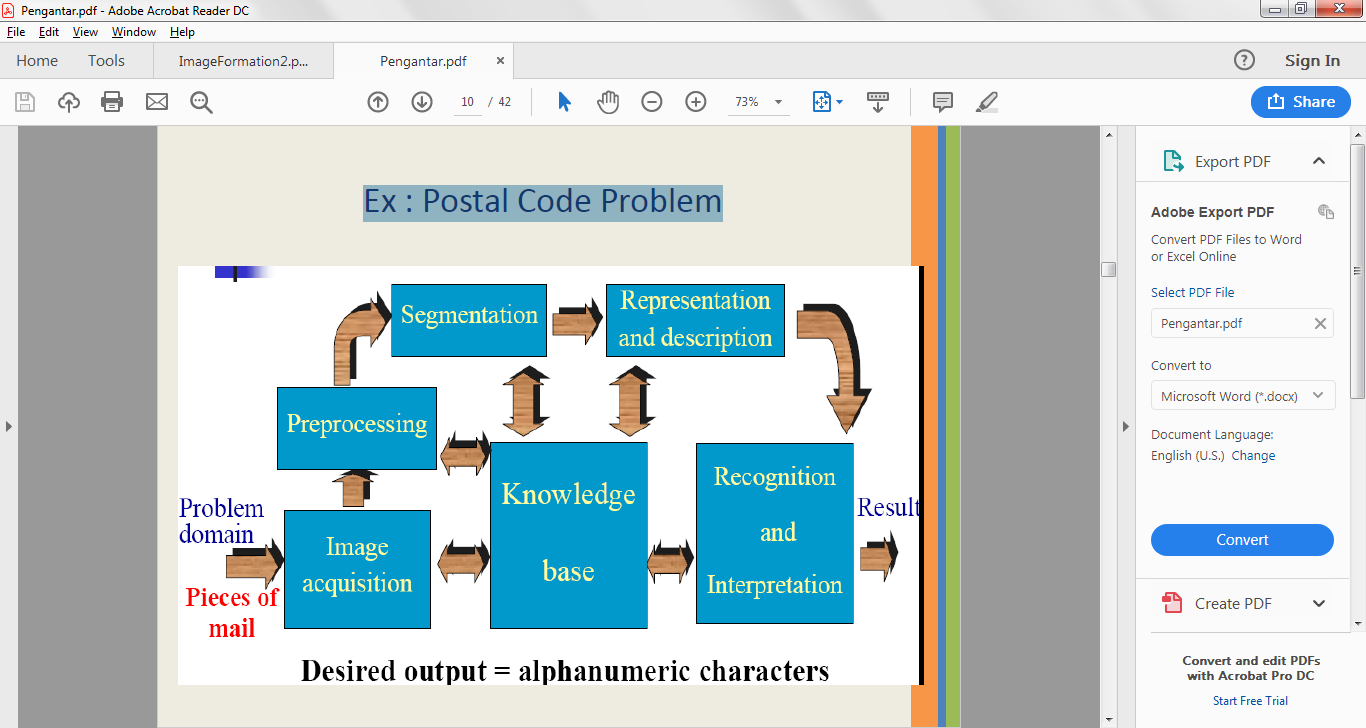 Pengantar.pdf - Adobe Acrobat Reader DC
File Edit View Window Help
Home Tools ImageFormation2.p... Pengantar.pdf × ? Sign In
10 / 42 73% Share
Ex : Postal Code Problem
Segmentation
Representation
and description
Preprocessing
Knowledge
base
Recognition
and
Interpretation
Problem
domain
Image
acquisition
Result
Pieces of
mail
Desired output = alphanumeric characters
Export PDF
Adobe Export PDF
Convert PDF Files to Word
or Excel Online
Select PDF File
Pengantar.pdf
Convert to
Microsoft Word (*.docx)
Document Language:
English (U.S.) Change
Convert
Create PDF
Convert and edit PDFs
with Acrobat Pro DC
Start Free Trial